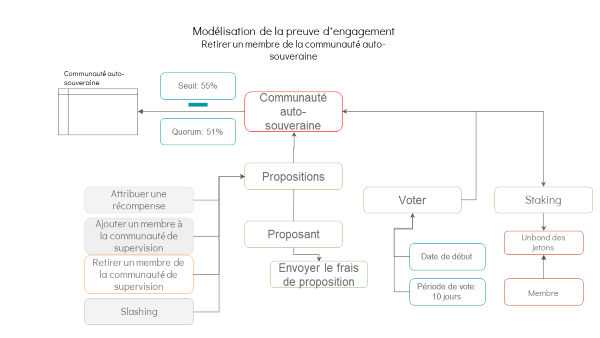 Modélisation de la preuve d'engagement
Retirer un membre de la communauté auto-
souveraine
Communauté auto-
souveraine
Seuil: 55%
Quorum: 51%
Communauté
auto-
souveraine
Propositions
Attribuer une
récompense
Ajouter un membre à
la communauté de
supervision
Retirer un membre de
la communauté de
supervision
Slashing
Proposant
Envoyer le frais
de proposition
Voter
Date de début
Période de vote:
10 jours
Staking
Unbond des
jetons
Membre